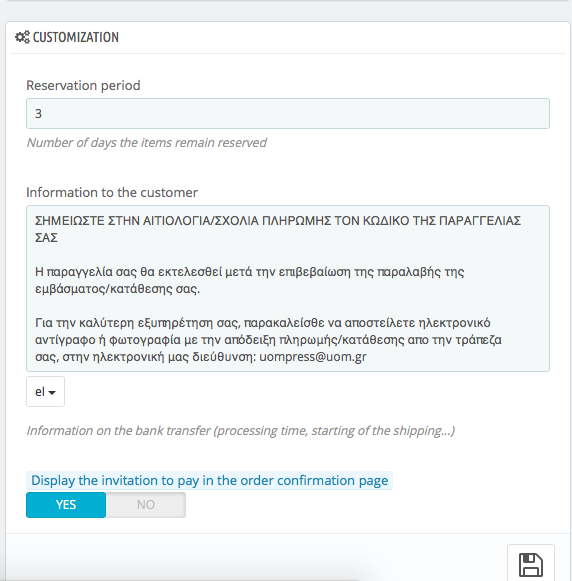 CUSTOMIZATION
Reservation period
3
Number of days the items remain reserved
Information to the customer
ΣΗΜΕΙΩΣΤΕ ΣΤΗΝ ΑΙΤΙΟΛΟΓΙΑ/ΣΧΟΛΙΑ ΠΛΗΡΩΜΗΣ ΤΟΝ ΚΩΔΙΚΟ ΤΗΣ ΠΑΡΑΓΓΕΛΙΑΣ
ΣΑΣ
Η παραγγελία σας θα εκτελεσθεί μετά την επιβεβαίωση της παραλαβής της
εμβάσματος/κατάθεσης σας.
Για την καλύτερη εξυπηρέτηση σας, παρακαλείσθε να αποστείλετε ηλεκτρονικό
αντίγραφο ή φωτογραφία με την απόδειξη πληρωμής/κατάθεσης απο την τράπεζα
σας, στην ηλεκτρονική μας διεύθυνση: uompress@uom.gr
el
Information on the bank transfer (processing time, starting of the shipping...)
Display the invitation to pay in the order confirmation page
YES NO